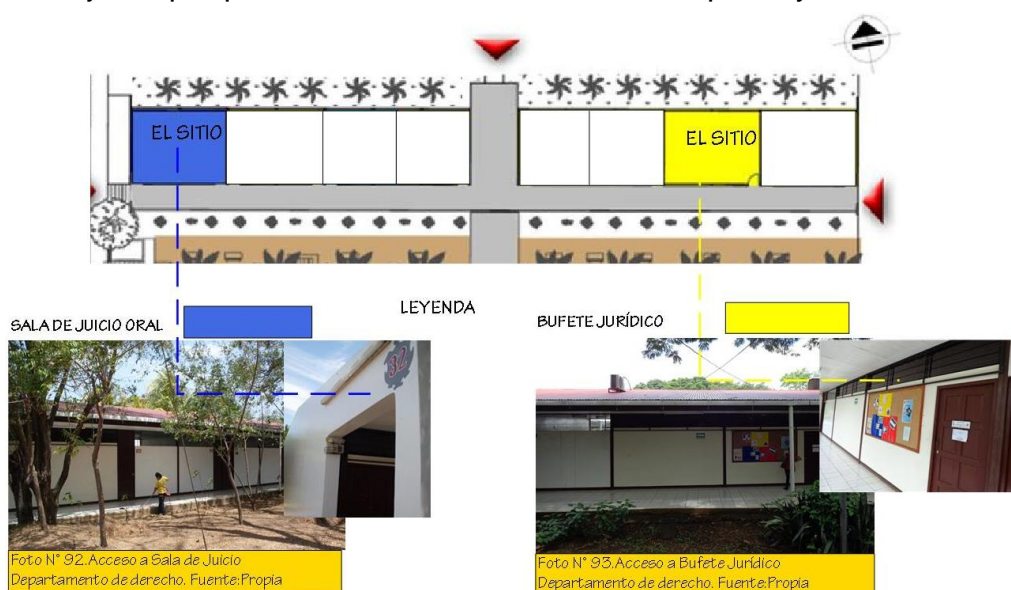 EL SITIO
EL SITIO
LEYENDA
SALA DE JUICIO ORAL
BUFETE JURÍDICO
32
Foto N° 92.Acceso a Sala de Juicio
Departamento de derecho. Fuente:Propia
Foto N° 93.Acceso a Bufete Jurídico
Departamento de derecho. Fuente:Propia